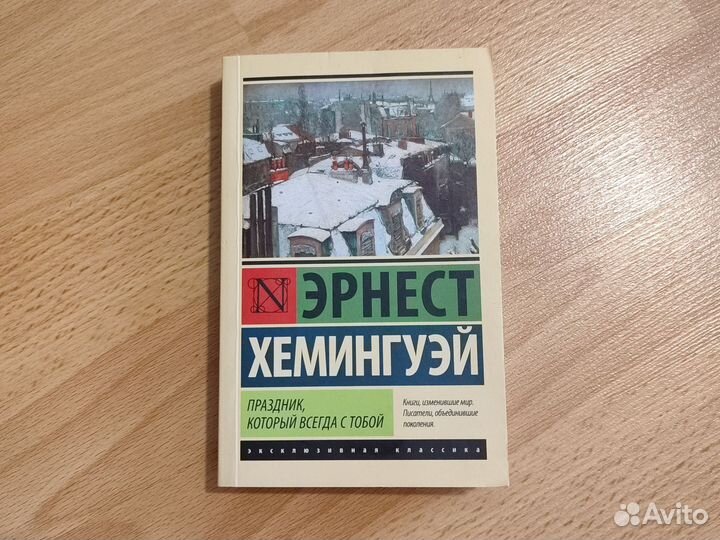 N ЭРНЕСТ
ХЕМИНГУЭЙ
ПРАЗДНИК,
КОТОРЫЙ ВСЕГДА С ТОБОЙ
Книги, изменившие мир.
Писатели, объединившие
поколения.
эксклюзивная классика
Avito